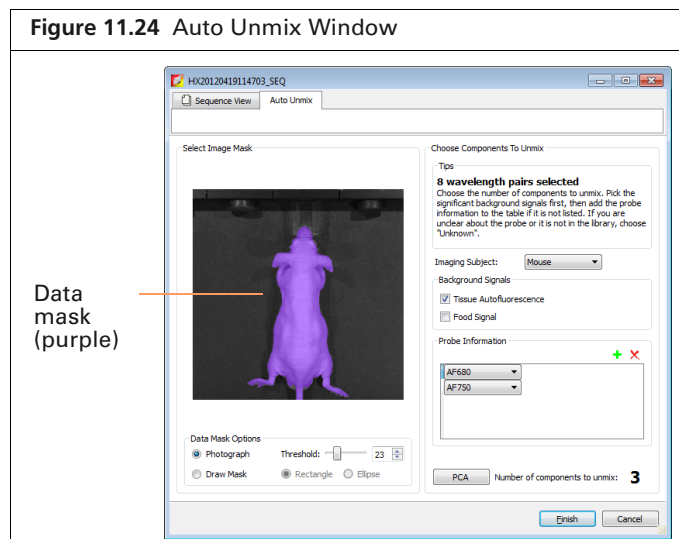 Figure 11.24 Auto Unmix Window
HX20120419114703_SEQ
Sequence View
Auto Unmix
Select Image Mask
Data
mask
(purple)
Data Mask Options
Photograph
Threshold:
23
Draw Mask
Rectangle
Ellipse
Choose Components To Unmix
Tips
8 wavelength pairs selected
Choose the number of components to unmix. Pick the
significant background signals first, then add the probe
information to the table if it is not listed. If you are
unclear about the probe or it is not in the library, choose
"Unknown".
Imaging Subject:
Mouse
Background Signals
Tissue Autofluorescence
Food Signal
Probe Information
AF680
AF750
PCA
Number of components to unmix: 3
Finish
Cancel